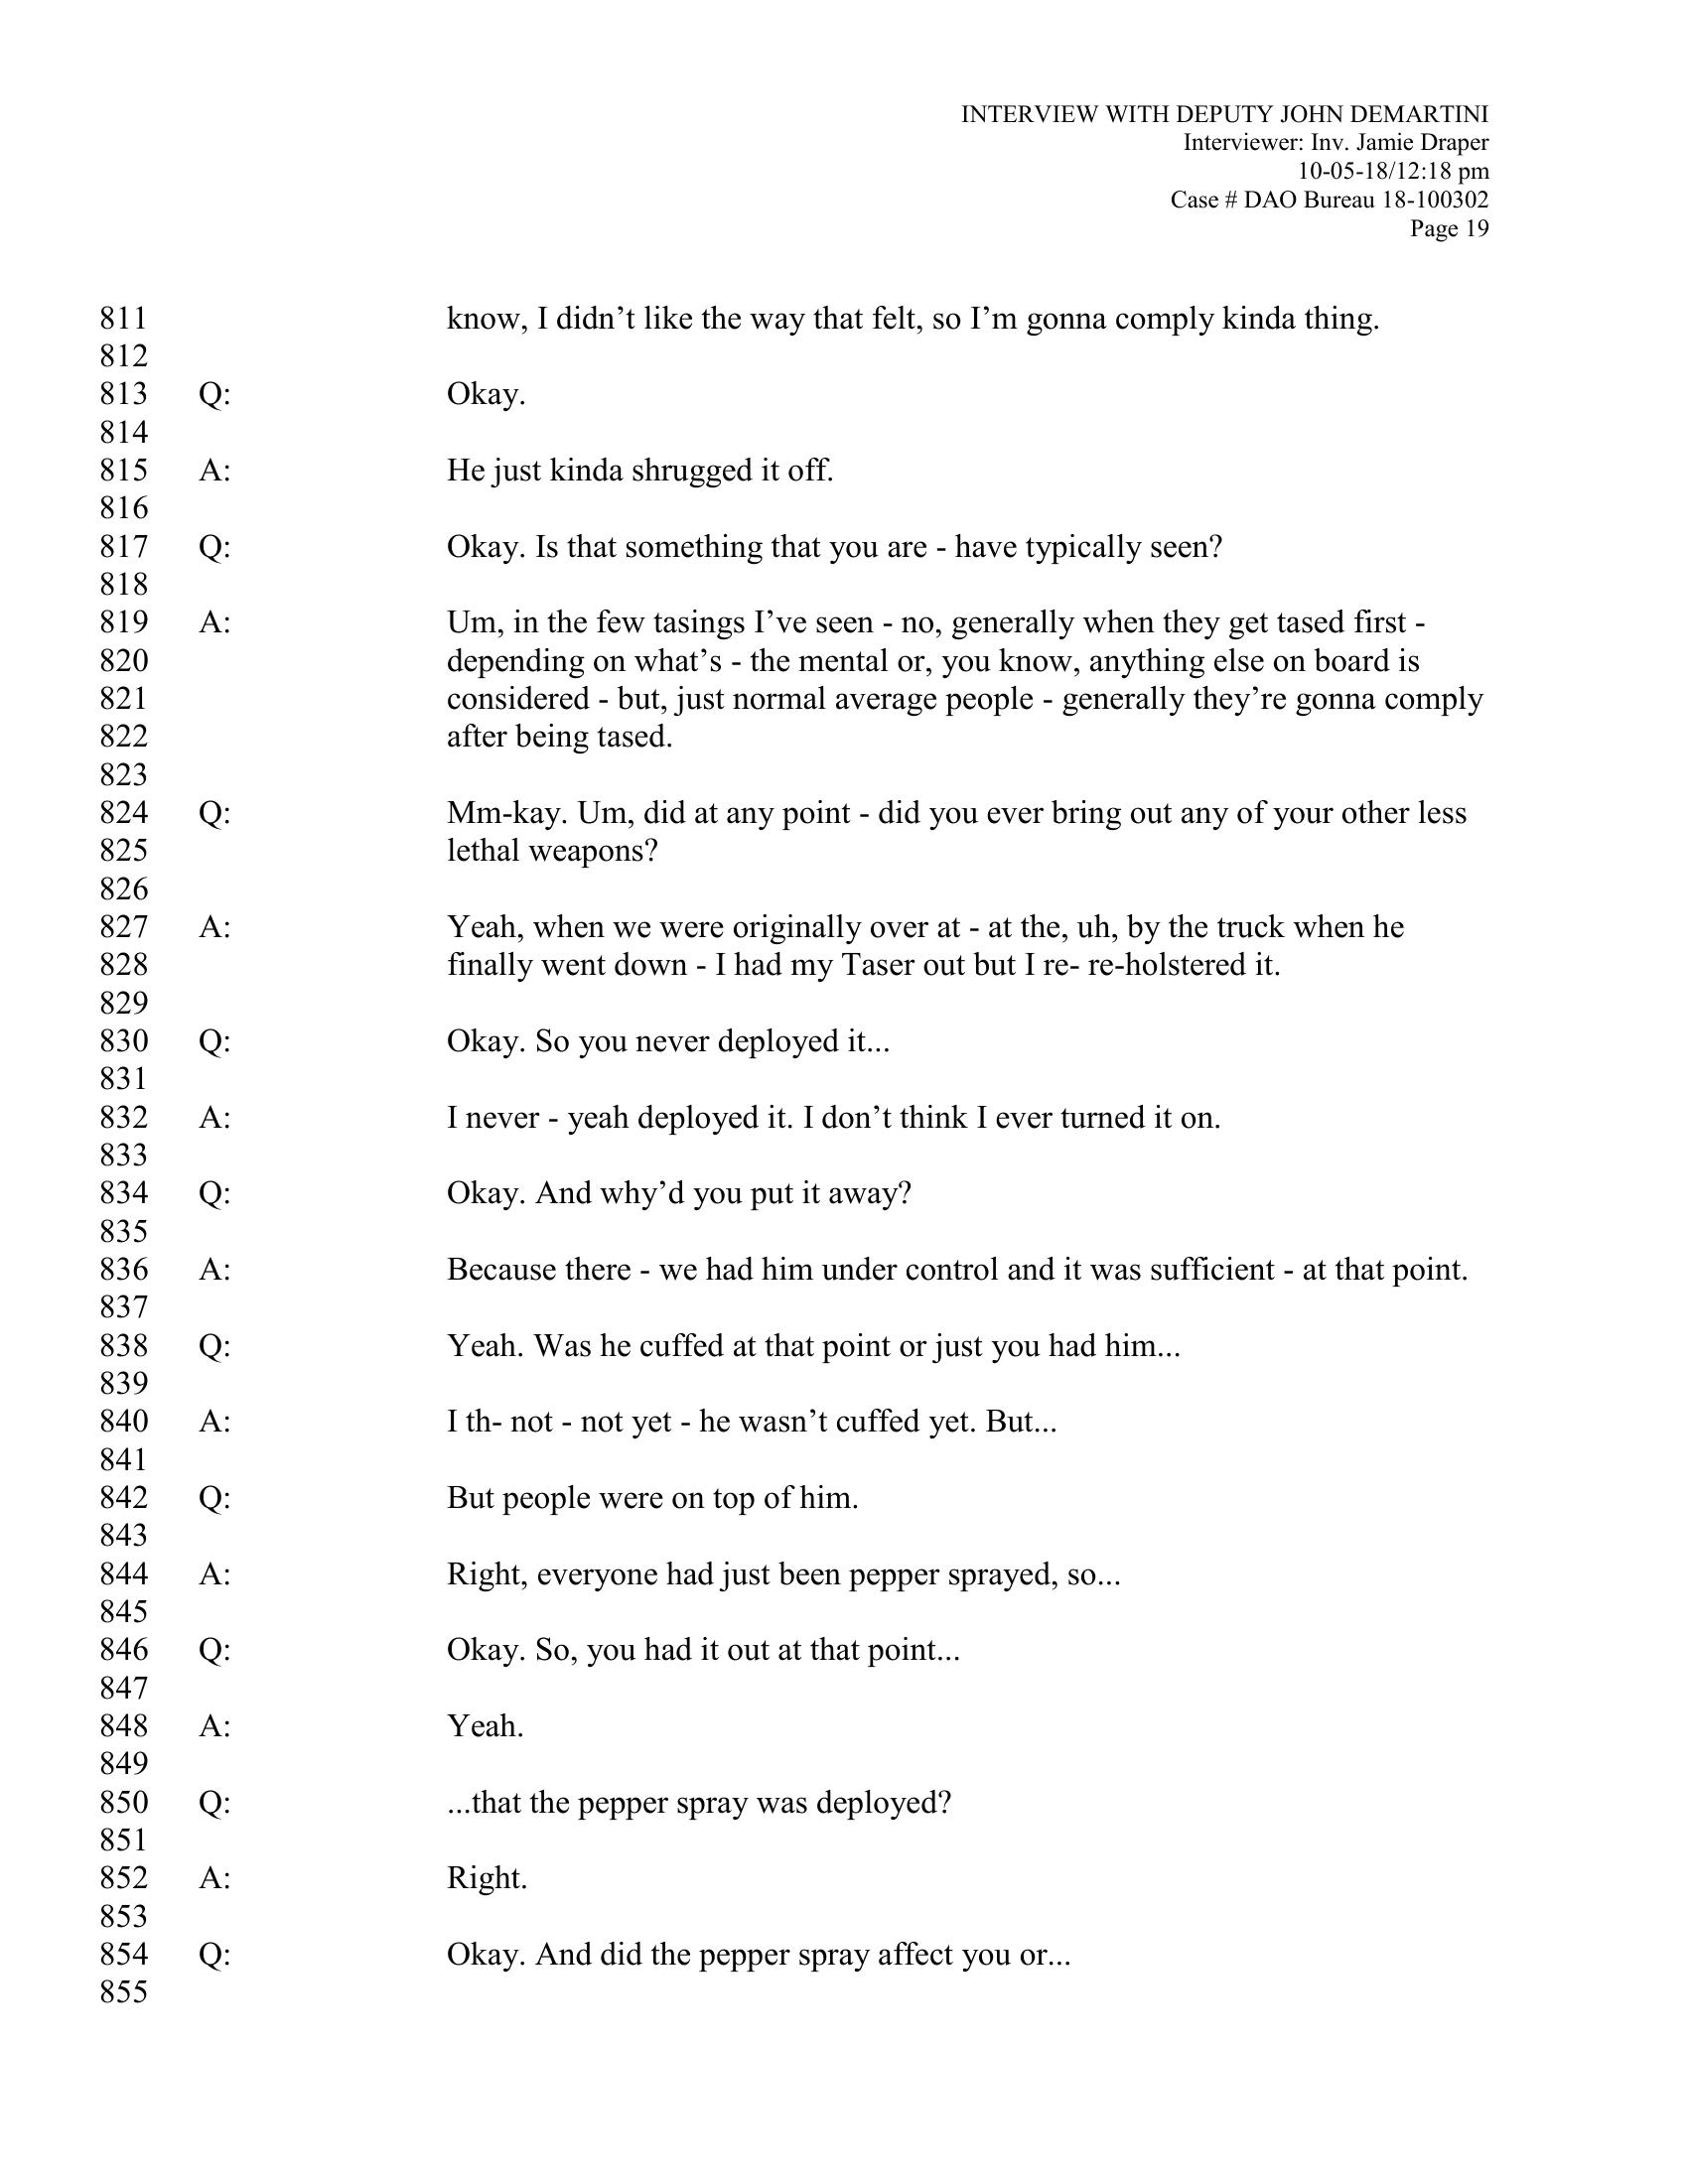 INTERVIEW WITH DEPUTY JOHN DEMARTINI
Interviewer: Inv. Jamie Draper
10-05-18/12:18 pm
Case # DAO Bureau 18-100302
Page 19
811 know, I didn’t like the way that felt, so I’m gonna comply kinda thing.
812
813 Q: Okay.
814
815 A: He just kinda shrugged it off.
816
817 Q: Okay. Is that something that you are - have typically seen?
818
819 A: Um, in the few tasings I’ve seen - no, generally when they get tased first -
820 depending on what’s - the mental or, you know, anything else on board is
821 considered - but, just normal average people - generally they’re gonna comply
822 after being tased.
823
824 Q: Mm-kay. Um, did at any point - did you ever bring out any of your other less
825 lethal weapons?
826
827 A: Yeah, when we were originally over at - at the, uh, by the truck when he
828 finally went down - I had my Taser out but I re- re-holstered it.
829
830 Q: Okay. So you never deployed it...
831
832 A: I never - yeah deployed it. I don’t think I ever turned it on.
833
834 Q: Okay. And why’d you put it away?
835
836 A: Because there - we had him under control and it was sufficient - at that point.
837
838 Q: Yeah. Was he cuffed at that point or just you had him...
839
840 A: I th- not - not yet - he wasn’t cuffed yet. But...
841
842 Q: But people were on top of him.
843
844 A: Right, everyone had just been pepper sprayed, so...
845
846 Q: Okay. So, you had it out at that point...
847
848 A: Yeah.
849
850 Q: ...that the pepper spray was deployed?
851
852 A: Right.
853
854 Q: Okay. And did the pepper spray affect you or...
855